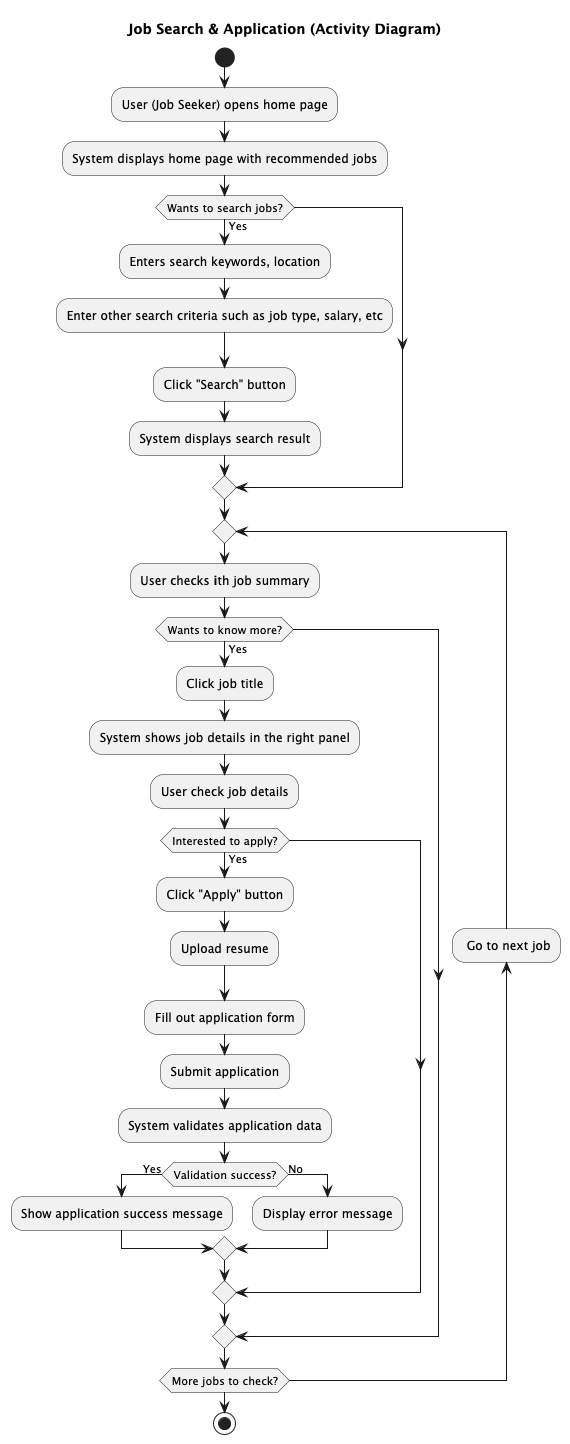 Job Search & Application (Activity Diagram)
User (Job Seeker) opens home page
System displays home page with recommended jobs
Wants to search jobs?
Yes
Enters search keywords, location
Enter other search criteria such as job type, salary, etc
Click "Search" button
System displays search result
User checks ith job summary
Wants to know more?
Yes
Click job title
System shows job details in the right panel
User check job details
Interested to apply?
Yes
Click "Apply" button
Upload resume
Go to next job
Fill out application form
Submit application
System validates application data
Yes
Validation success?
No
Show application success message
Display error message
More jobs to check?